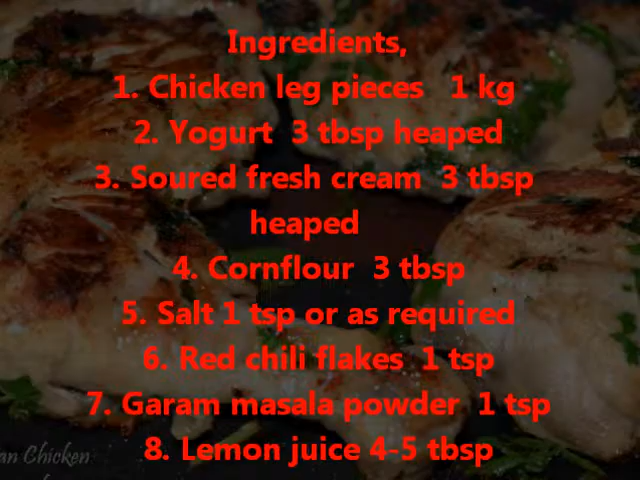 Ingredients,
1. Chicken leg pieces 1 kg
2. Yogurt 3 tbsp heaped
3. Soured fresh cream 3 tbsp
heaped
4. Cornflour 3 tbsp
5. Salt 1 tsp or as required
6. Red chili flakes 1 tsp
7. Garam masala powder 1 tsp
8. Lemon juice 4-5 tbsp
an Chicken